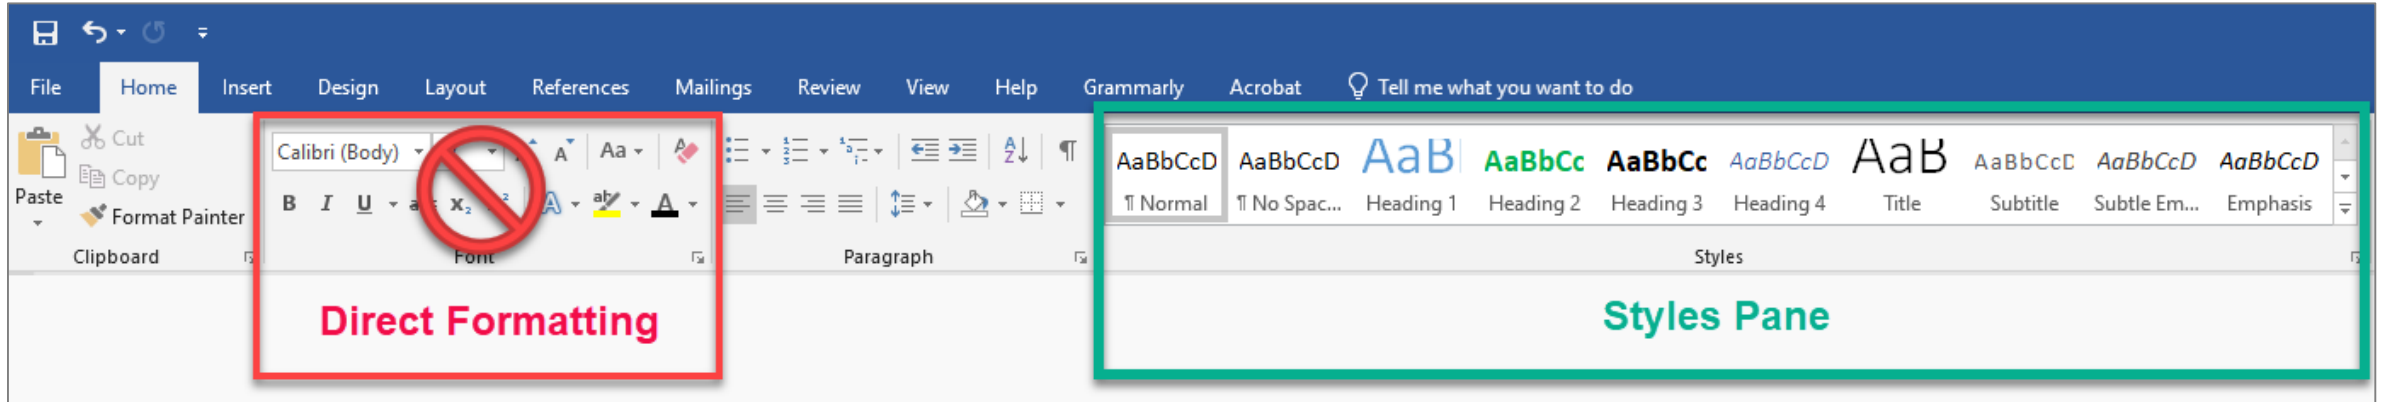 File Home Insert Design Layout References Mailings Review View Help Grammarly Acrobat Tell me what you want to do
Cut
Copy
Paste
Format Painter
Clipboard
Calibri (Body)
Aa
B I U x₂
A aby A
Font
Paragraph
AaBbCcD AaBbCcD AaB AaBbCc AaBbCc AaBbCcD AaB AaBbCcD AaBbCcD AaBbCcD
¶ Normal ¶ No Spac... Heading 1 Heading 2 Heading 3 Heading 4 Title Subtitle Subtle Em... Emphasis
Styles
Direct Formatting
Styles Pane